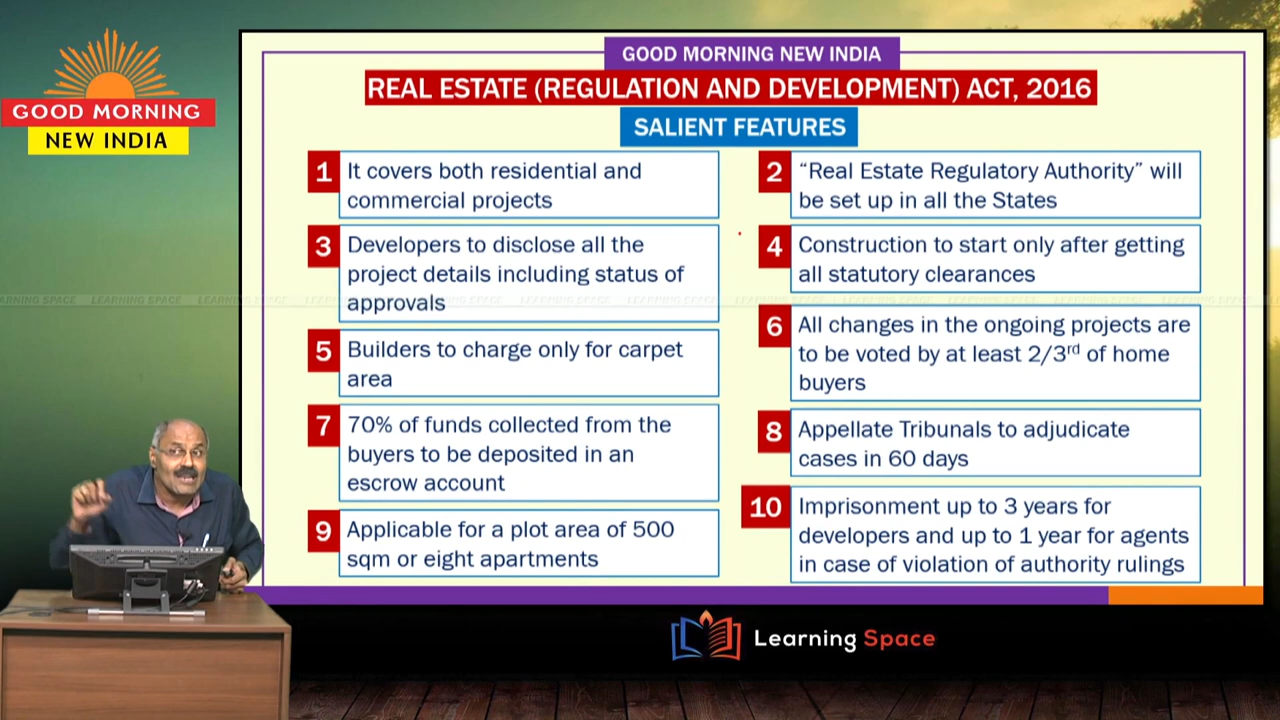 GOOD MORNING
NEW INDIA
GOOD MORNING NEW INDIA
REAL ESTATE (REGULATION AND DEVELOPMENT) ACT, 2016
SALIENT FEATURES
1 It covers both residential and
commercial projects
2 “Real Estate Regulatory Authority” will
be set up in all the States
3 Developers to disclose all the
project details including status of
approvals
4 Construction to start only after getting
all statutory clearances
5 Builders to charge only for carpet
area
6 All changes in the ongoing projects are
to be voted by at least 2/3rd of home
buyers
7 70% of funds collected from the
buyers to be deposited in an
escrow account
8 Appellate Tribunals to adjudicate
cases in 60 days
9 Applicable for a plot area of 500
sqm or eight apartments
10 Imprisonment up to 3 years for
developers and up to 1 year for agents
in case of violation of authority rulings
LEARNING SPACE LEARNING SPACE LEARNING SPACE
Learning Space